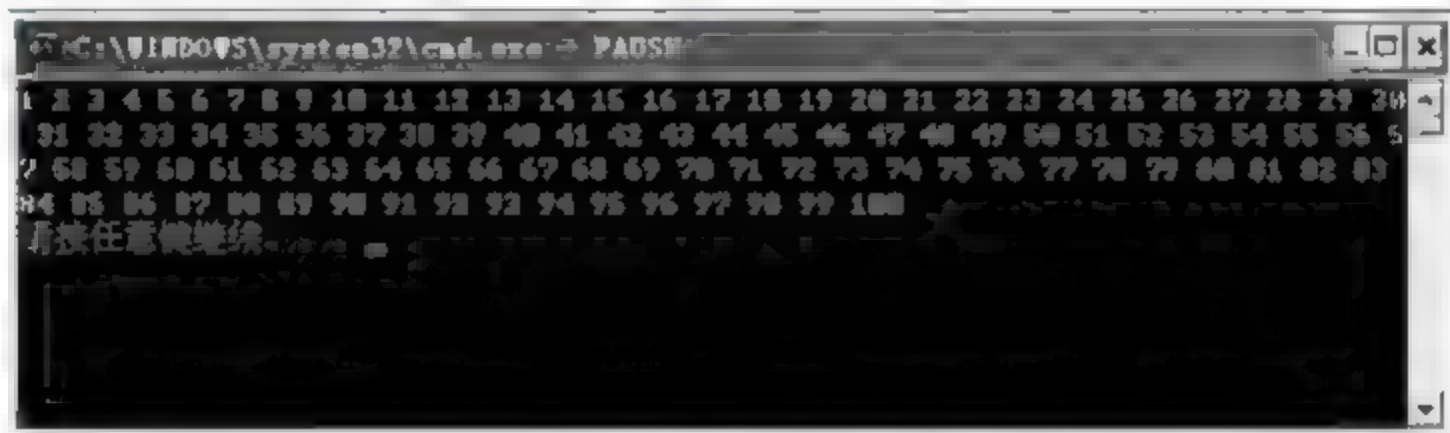 C:\WINDOWS\system32\cmd.exe - PAUSE
1 2 3 4 5 6 7 8 9 10 11 12 13 14 15 16 17 18 19 20 21 22 23 24 25 26 27 28 29 30
31 32 33 34 35 36 37 38 39 40 41 42 43 44 45 46 47 48 49 50 51 52 53 54 55 56 5
7 58 59 60 61 62 63 64 65 66 67 68 69 70 71 72 73 74 75 76 77 78 79 80 81 82 83
84 85 86 87 88 89 90 91 92 93 94 95 96 97 98 99 100
请按任意键继续. . .